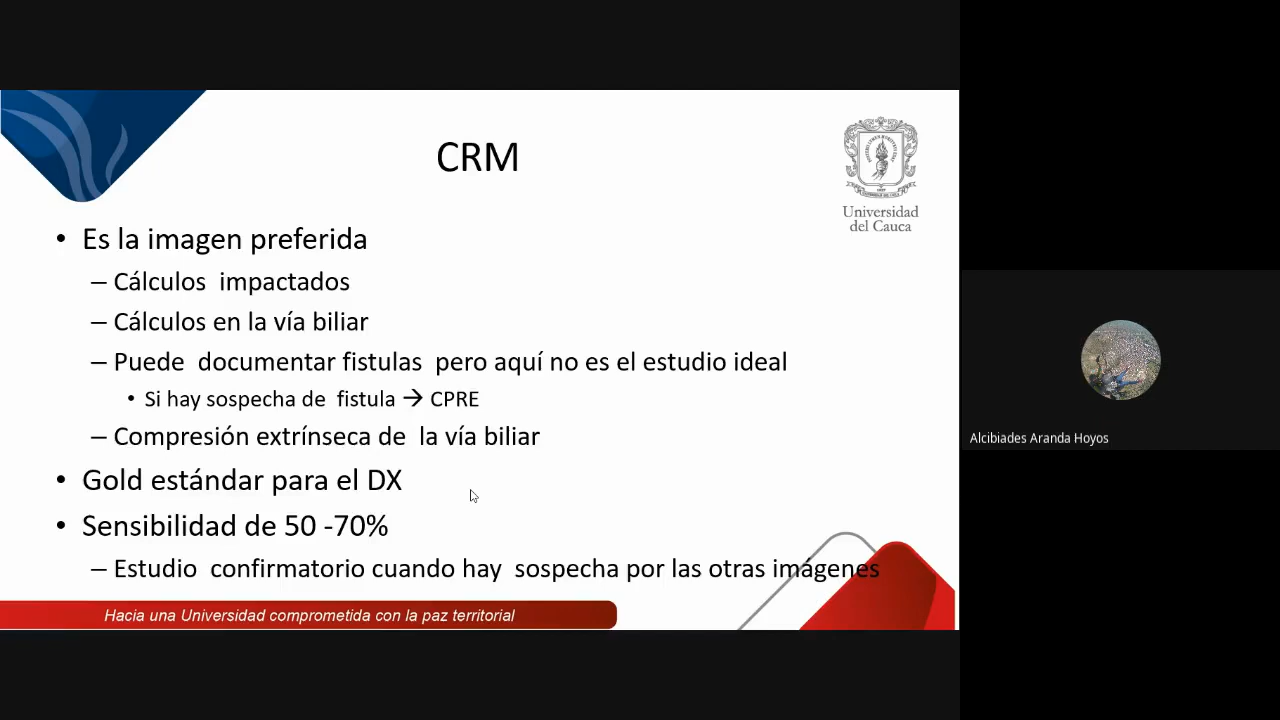 CRM
Universidad
del Cauca
• Es la imagen preferida
– Cálculos impactados
– Cálculos en la vía biliar
– Puede documentar fistulas pero aquí no es el estudio ideal
• Si hay sospecha de fistula → CPRE
– Compresión extrínseca de la vía biliar
• Gold estándar para el DX
• Sensibilidad de 50 -70%
– Estudio confirmatorio cuando hay sospecha por las otras imágenes
Hacia una Universidad comprometida con la paz territorial
Alcibiades Aranda Hoyos